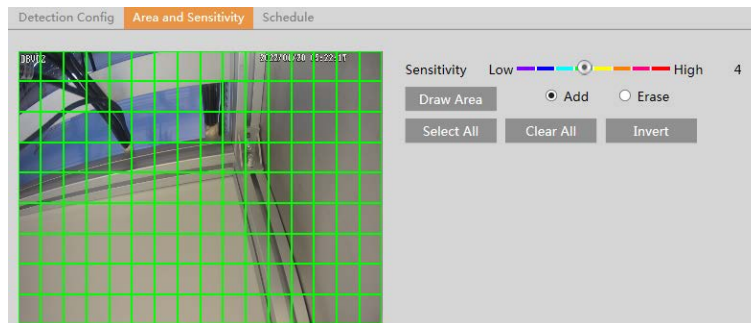 Detection Config Area and Sensitivity Schedule
Sensitivity Low High 4
Draw Area Add Erase
Select All Clear All Invert